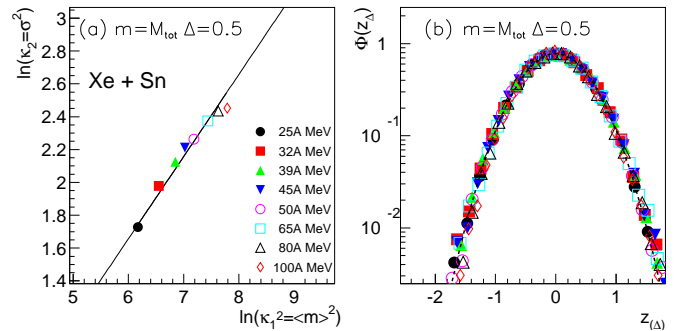 (a) m=M_tot Δ=0.5
Xe + Sn
25A MeV
32A MeV
39A MeV
45A MeV
50A MeV
65A MeV
80A MeV
100A MeV
ln(κ₂=σ²)
3
2.8
2.6
2.4
2.2
2
1.8
1.6
1.4
5 6 7 8 9
ln(κ₁²=<m>²)
(b) m=M_tot Δ=0.5
Φ(z_Δ)
1
10⁻¹
10⁻²
-2 -1 0 1
z_(Δ)